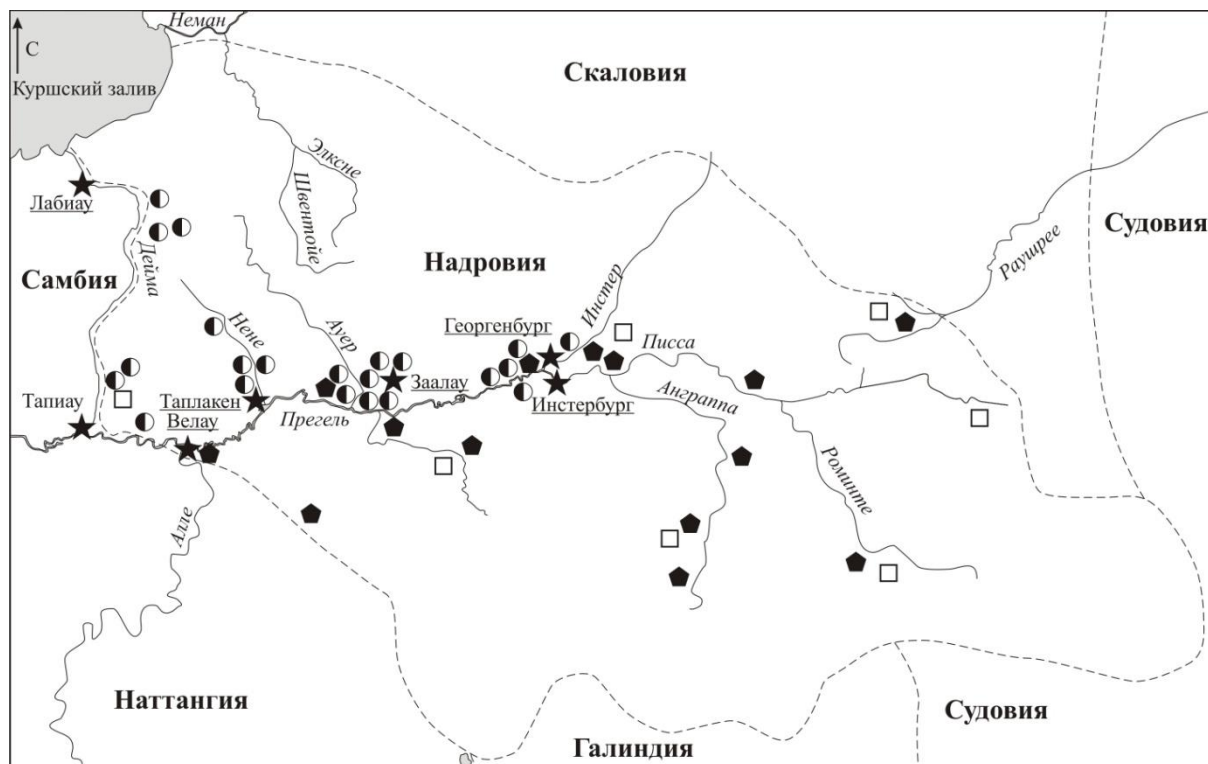 Неман
С
Куршский залив
Скаловия
Элксне
Швентойе
Лабиау
Дейма
Самбия
Судовия
Раушрее
Надровия
Инстер
Георгенбург
Нене
Ауер
Писса
Заалау
Анграппа
Тапиау
Таплакен
Инстербург
Прегель
Велау
Роминте
Алле
Наттангия
Судовия
Галиндия